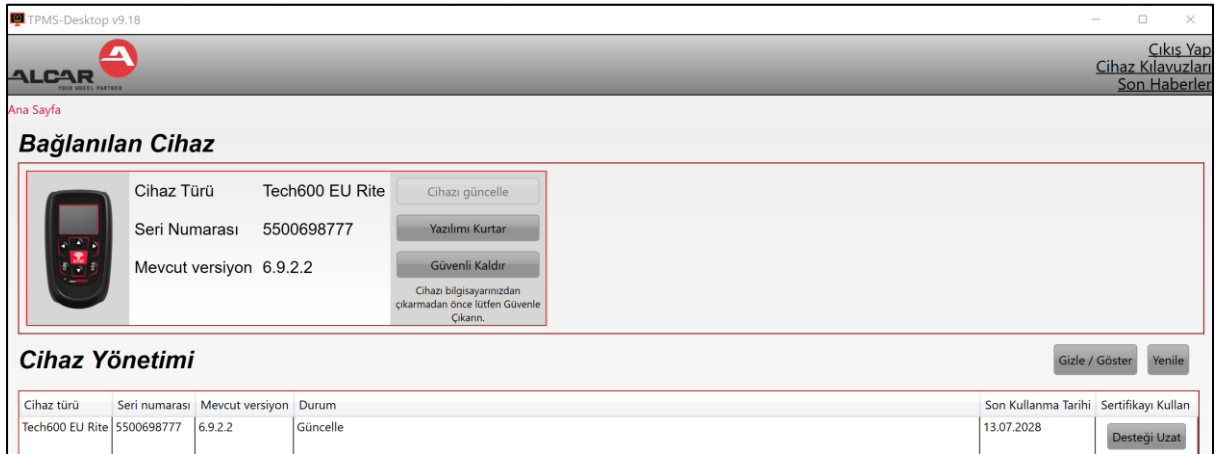 TPMS-Desktop v9.18
ALCAR
YOUR WHEEL PARTNER
Çıkış Yap
Cihaz Kılavuzları
Son Haberler
Ana Sayfa
Bağlanılan Cihaz
Cihaz Türü Tech600 EU Rite
Seri Numarası 5500698777
Mevcut versiyon 6.9.2.2
Cihazı güncelle
Yazılımı Kurtar
Güvenli Kaldır
Cihazı bilgisayarınızdan
çıkarmadan önce lütfen Güvenle
Çıkarın.
Cihaz Yönetimi
Gizle / Göster Yenile
Cihaz türü Seri numarası Mevcut versiyon Durum Son Kullanma Tarihi Sertifikayı Kullan
Tech600 EU Rite 5500698777 6.9.2.2 Güncelle 13.07.2028 Desteği Uzat